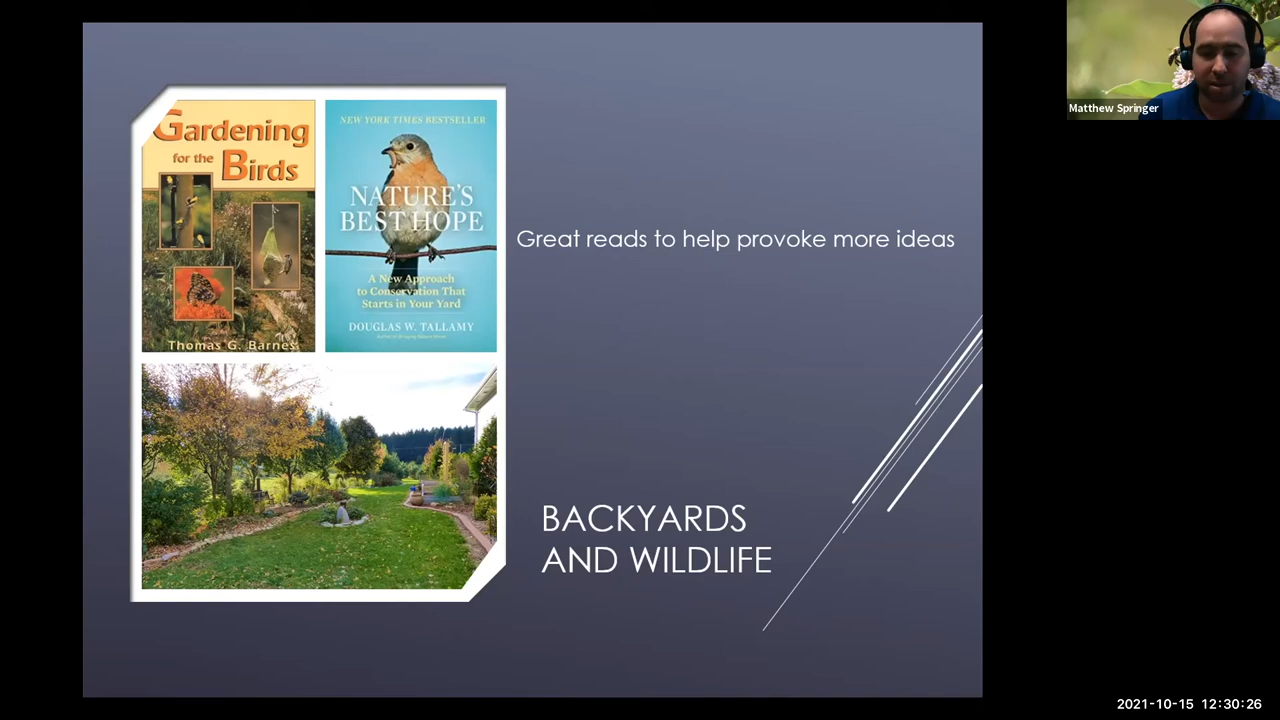 Gardening
for the Birds
Thomas G. Barnes
NEW YORK TIMES BESTSELLER
NATURE'S
BEST HOPE
A New Approach
to Conservation That
Starts in Your Yard
DOUGLAS W. TALLAMY
Great reads to help provoke more ideas
BACKYARDS
AND WILDLIFE
Matthew Springer
2021-10-15 12:30:26